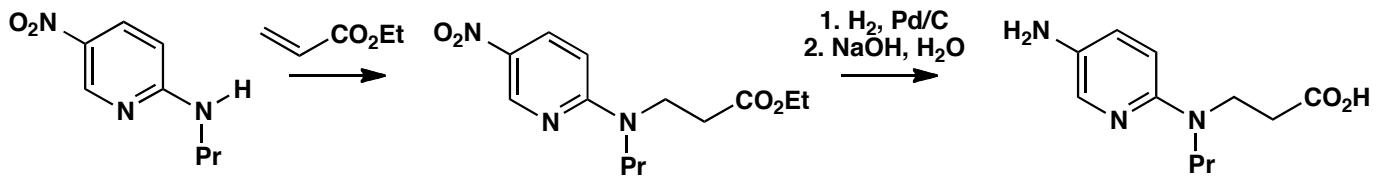 O₂N
N
N
H
Pr
CO₂Et
O₂N
N
N
Pr
CO₂Et
1. H₂, Pd/C
2. NaOH, H₂O
H₂N
N
N
Pr
CO₂H